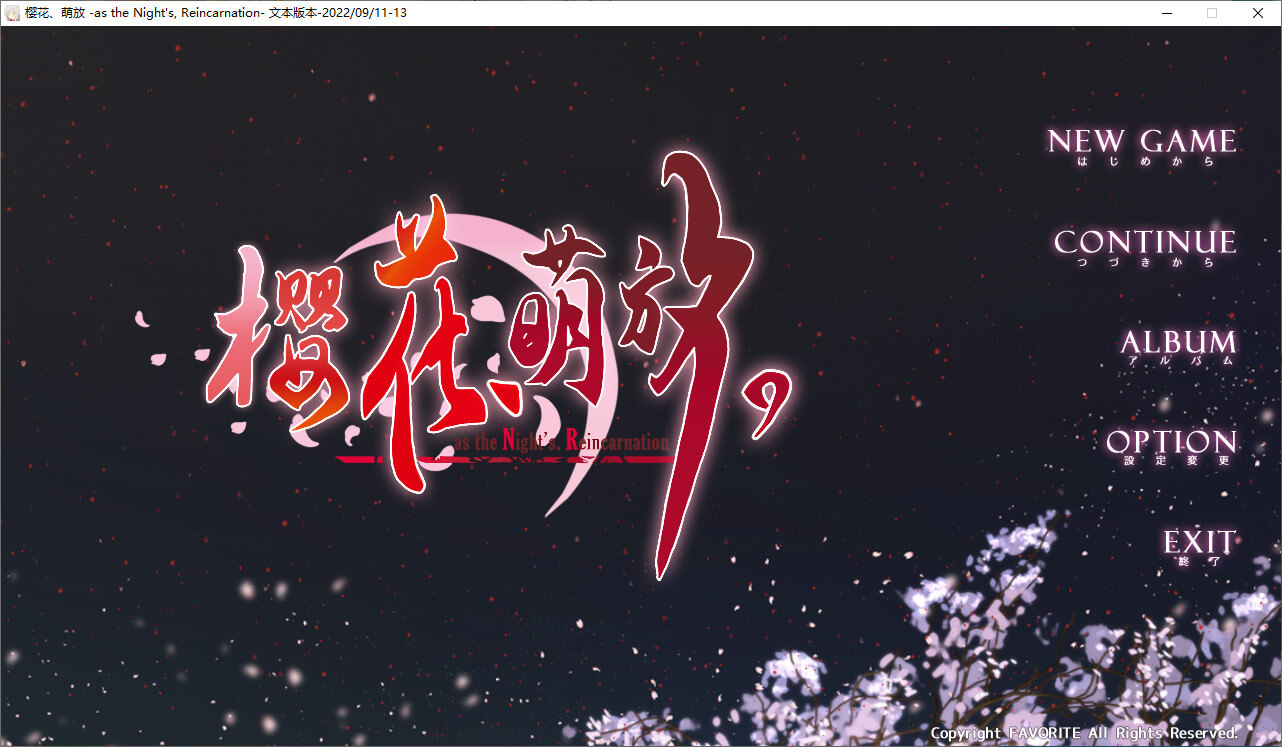 樱花、萌放 -as the Night's, Reincarnation- 文本版本-2022/09/11-13
樱花、萌放。
as the Night's, Reincarnation
NEW GAME
はじめから
CONTINUE
つづきから
ALBUM
アルバム
OPTION
設定変更
EXIT
終了
Copyright FAVORITE All Rights Reserved.